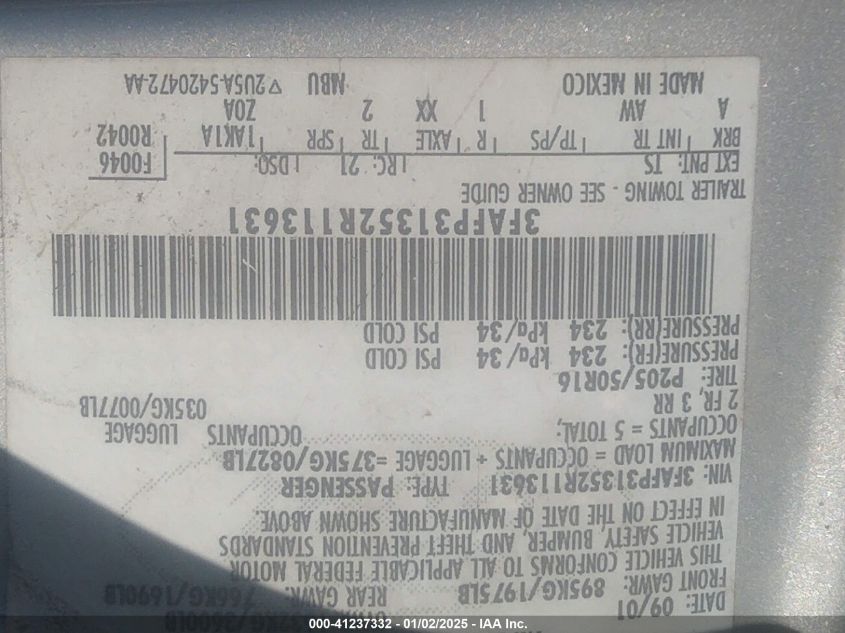 DATE: 09/01
FRONT GAWR: 895KG/1975LB REAR GAWR: 766KG/1690LB
THIS VEHICLE CONFORMS TO ALL APPLICABLE FEDERAL MOTOR
VEHICLE SAFETY, BUMPER, AND THEFT PREVENTION STANDARDS
IN EFFECT ON THE DATE OF MANUFACTURE SHOWN ABOVE.
VIN: 3FAFP31352R113631 TYPE: PASSENGER
MAXIMUM LOAD = OCCUPANTS + LUGGAGE =375KG/0827LB
OCCUPANTS = 5 TOTAL; OCCUPANTS LUGGAGE
2 FR, 3 RR 035KG/0077LB
TIRE: P205/50R16
PRESSURE(FR): 234 kPa/34 PSI COLD
PRESSURE(RR): 234 kPa/34 PSI COLD
3FAFP31352R113631
TRAILER TOWING - SEE OWNER GUIDE
EXT PNT: TS RC: 21 DSO: F0046
BRK INT TR TP/PS R AXLE TR SPR 1AK1A R0042
A AW 1 XX 2 Z0A
MADE IN MEXICO MBU 2U5A-5420472-AA
000-41237332 - 01/02/2025 - IAA Inc.